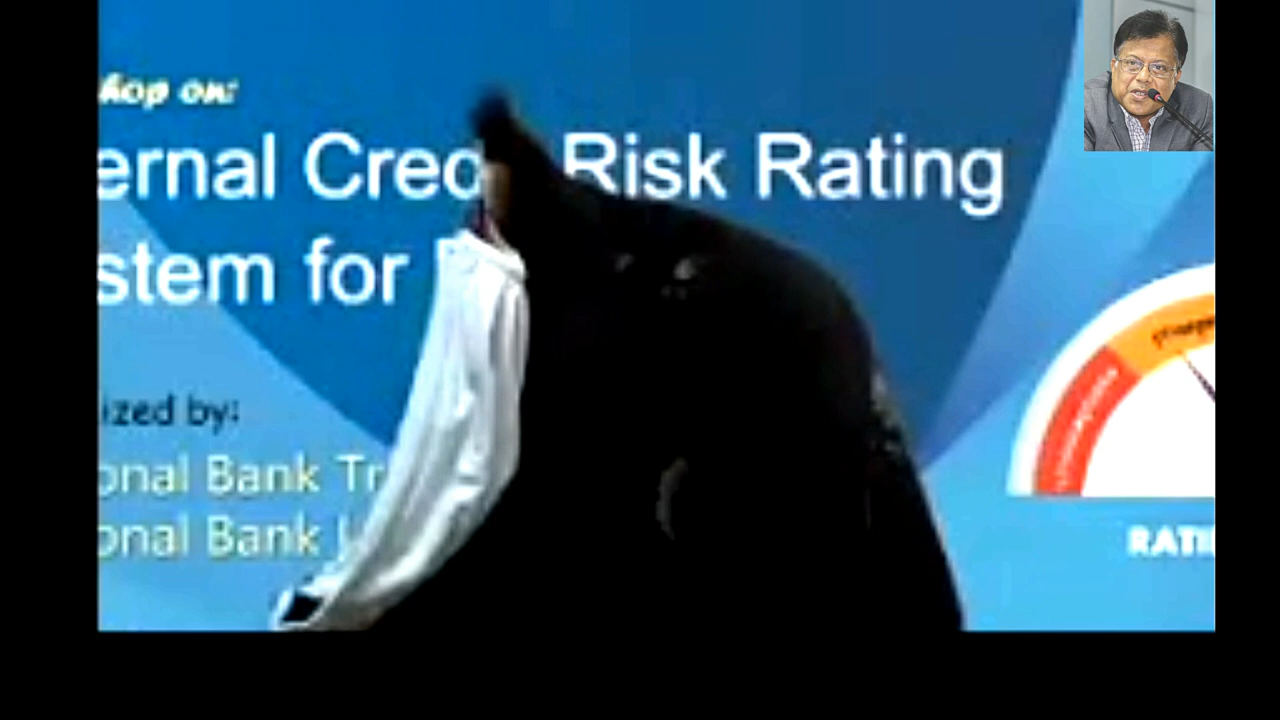 hop on:
ernal Cred Risk Rating
stem for
ized by:
onal Bank Tr
onal Bank
RATI